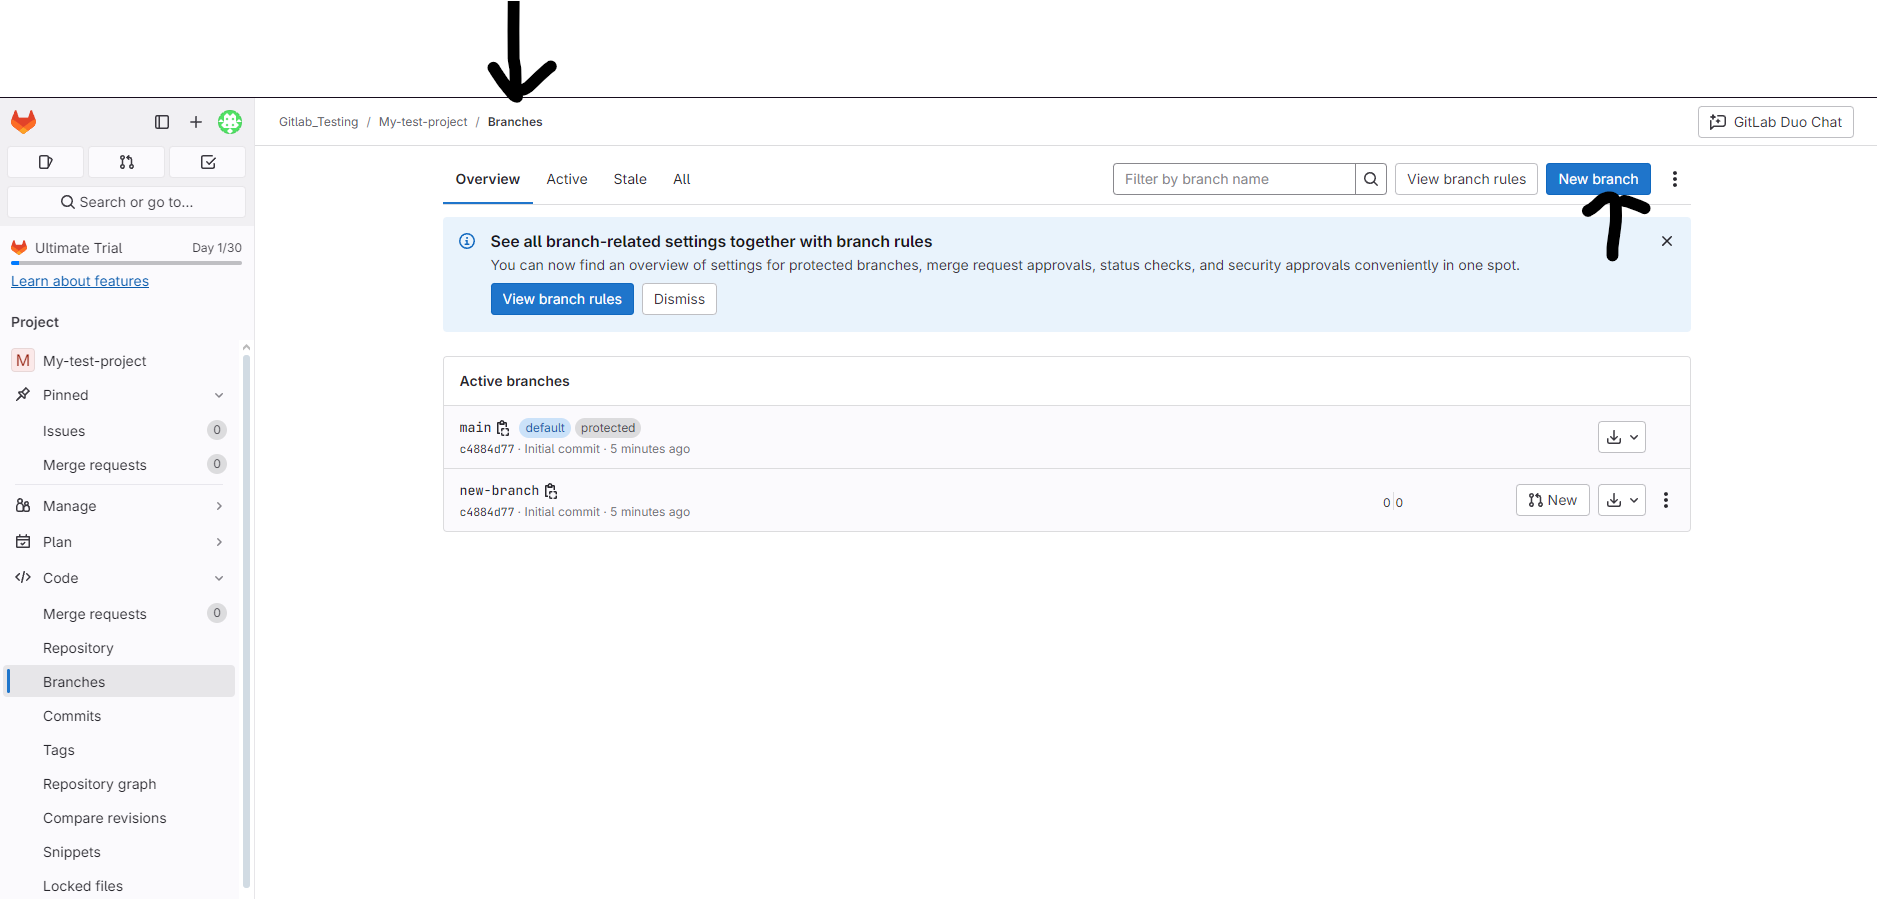 Gitlab_Testing / My-test-project / Branches
GitLab Duo Chat
Search or go to...
Ultimate Trial Day 1/30
Learn about features
Project
M My-test-project
Pinned
Issues 0
Merge requests 0
Manage
Plan
Code
Merge requests 0
Repository
Branches
Commits
Tags
Repository graph
Compare revisions
Snippets
Locked files
Overview Active Stale All
Filter by branch name
View branch rules
New branch
See all branch-related settings together with branch rules
You can now find an overview of settings for protected branches, merge request approvals, status checks, and security approvals conveniently in one spot.
View branch rules Dismiss
Active branches
main default protected
c4884d77 · Initial commit · 5 minutes ago
new-branch
c4884d77 · Initial commit · 5 minutes ago
0 0
New